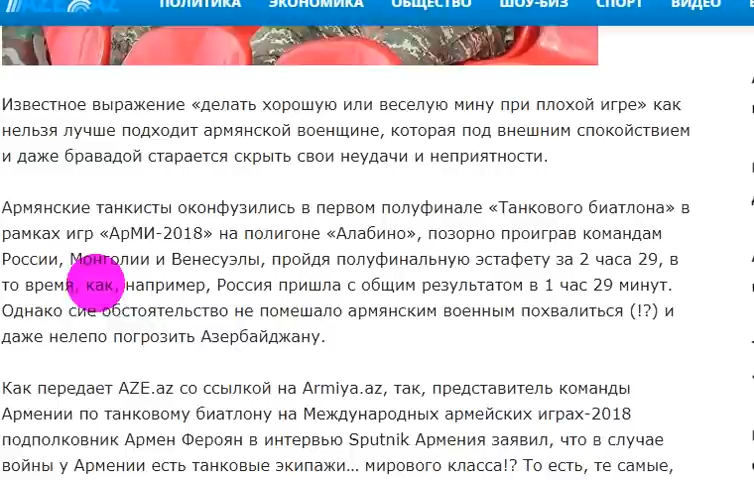 AZE.AZ
ПОЛИТИКА ЭКОНОМИКА ОБЩЕСТВО ШОУ-БИЗ СПОРТ ВИДЕО
Известное выражение «делать хорошую или веселую мину при плохой игре» как
нельзя лучше подходит армянской военщине, которая под внешним спокойствием
и даже бравадой старается скрыть свои неудачи и неприятности.
Армянские танкисты оконфузились в первом полуфинале «Танкового биатлона» в
рамках игр «АрМИ-2018» на полигоне «Алабино», позорно проиграв командам
России, Монголии и Венесуэлы, пройдя полуфинальную эстафету за 2 часа 29, в
то время, как, например, Россия пришла с общим результатом в 1 час 29 минут.
Однако сие обстоятельство не помешало армянским военным похвалиться (!?) и
даже нелепо погрозить Азербайджану.
Как передает AZE.az со ссылкой на Armiya.az, так, представитель команды
Армении по танковому биатлону на Международных армейских играх-2018
подполковник Армен Фероян в интервью Sputnik Армения заявил, что в случае
войны у Армении есть танковые экипажи... мирового класса!? То есть, те самые,